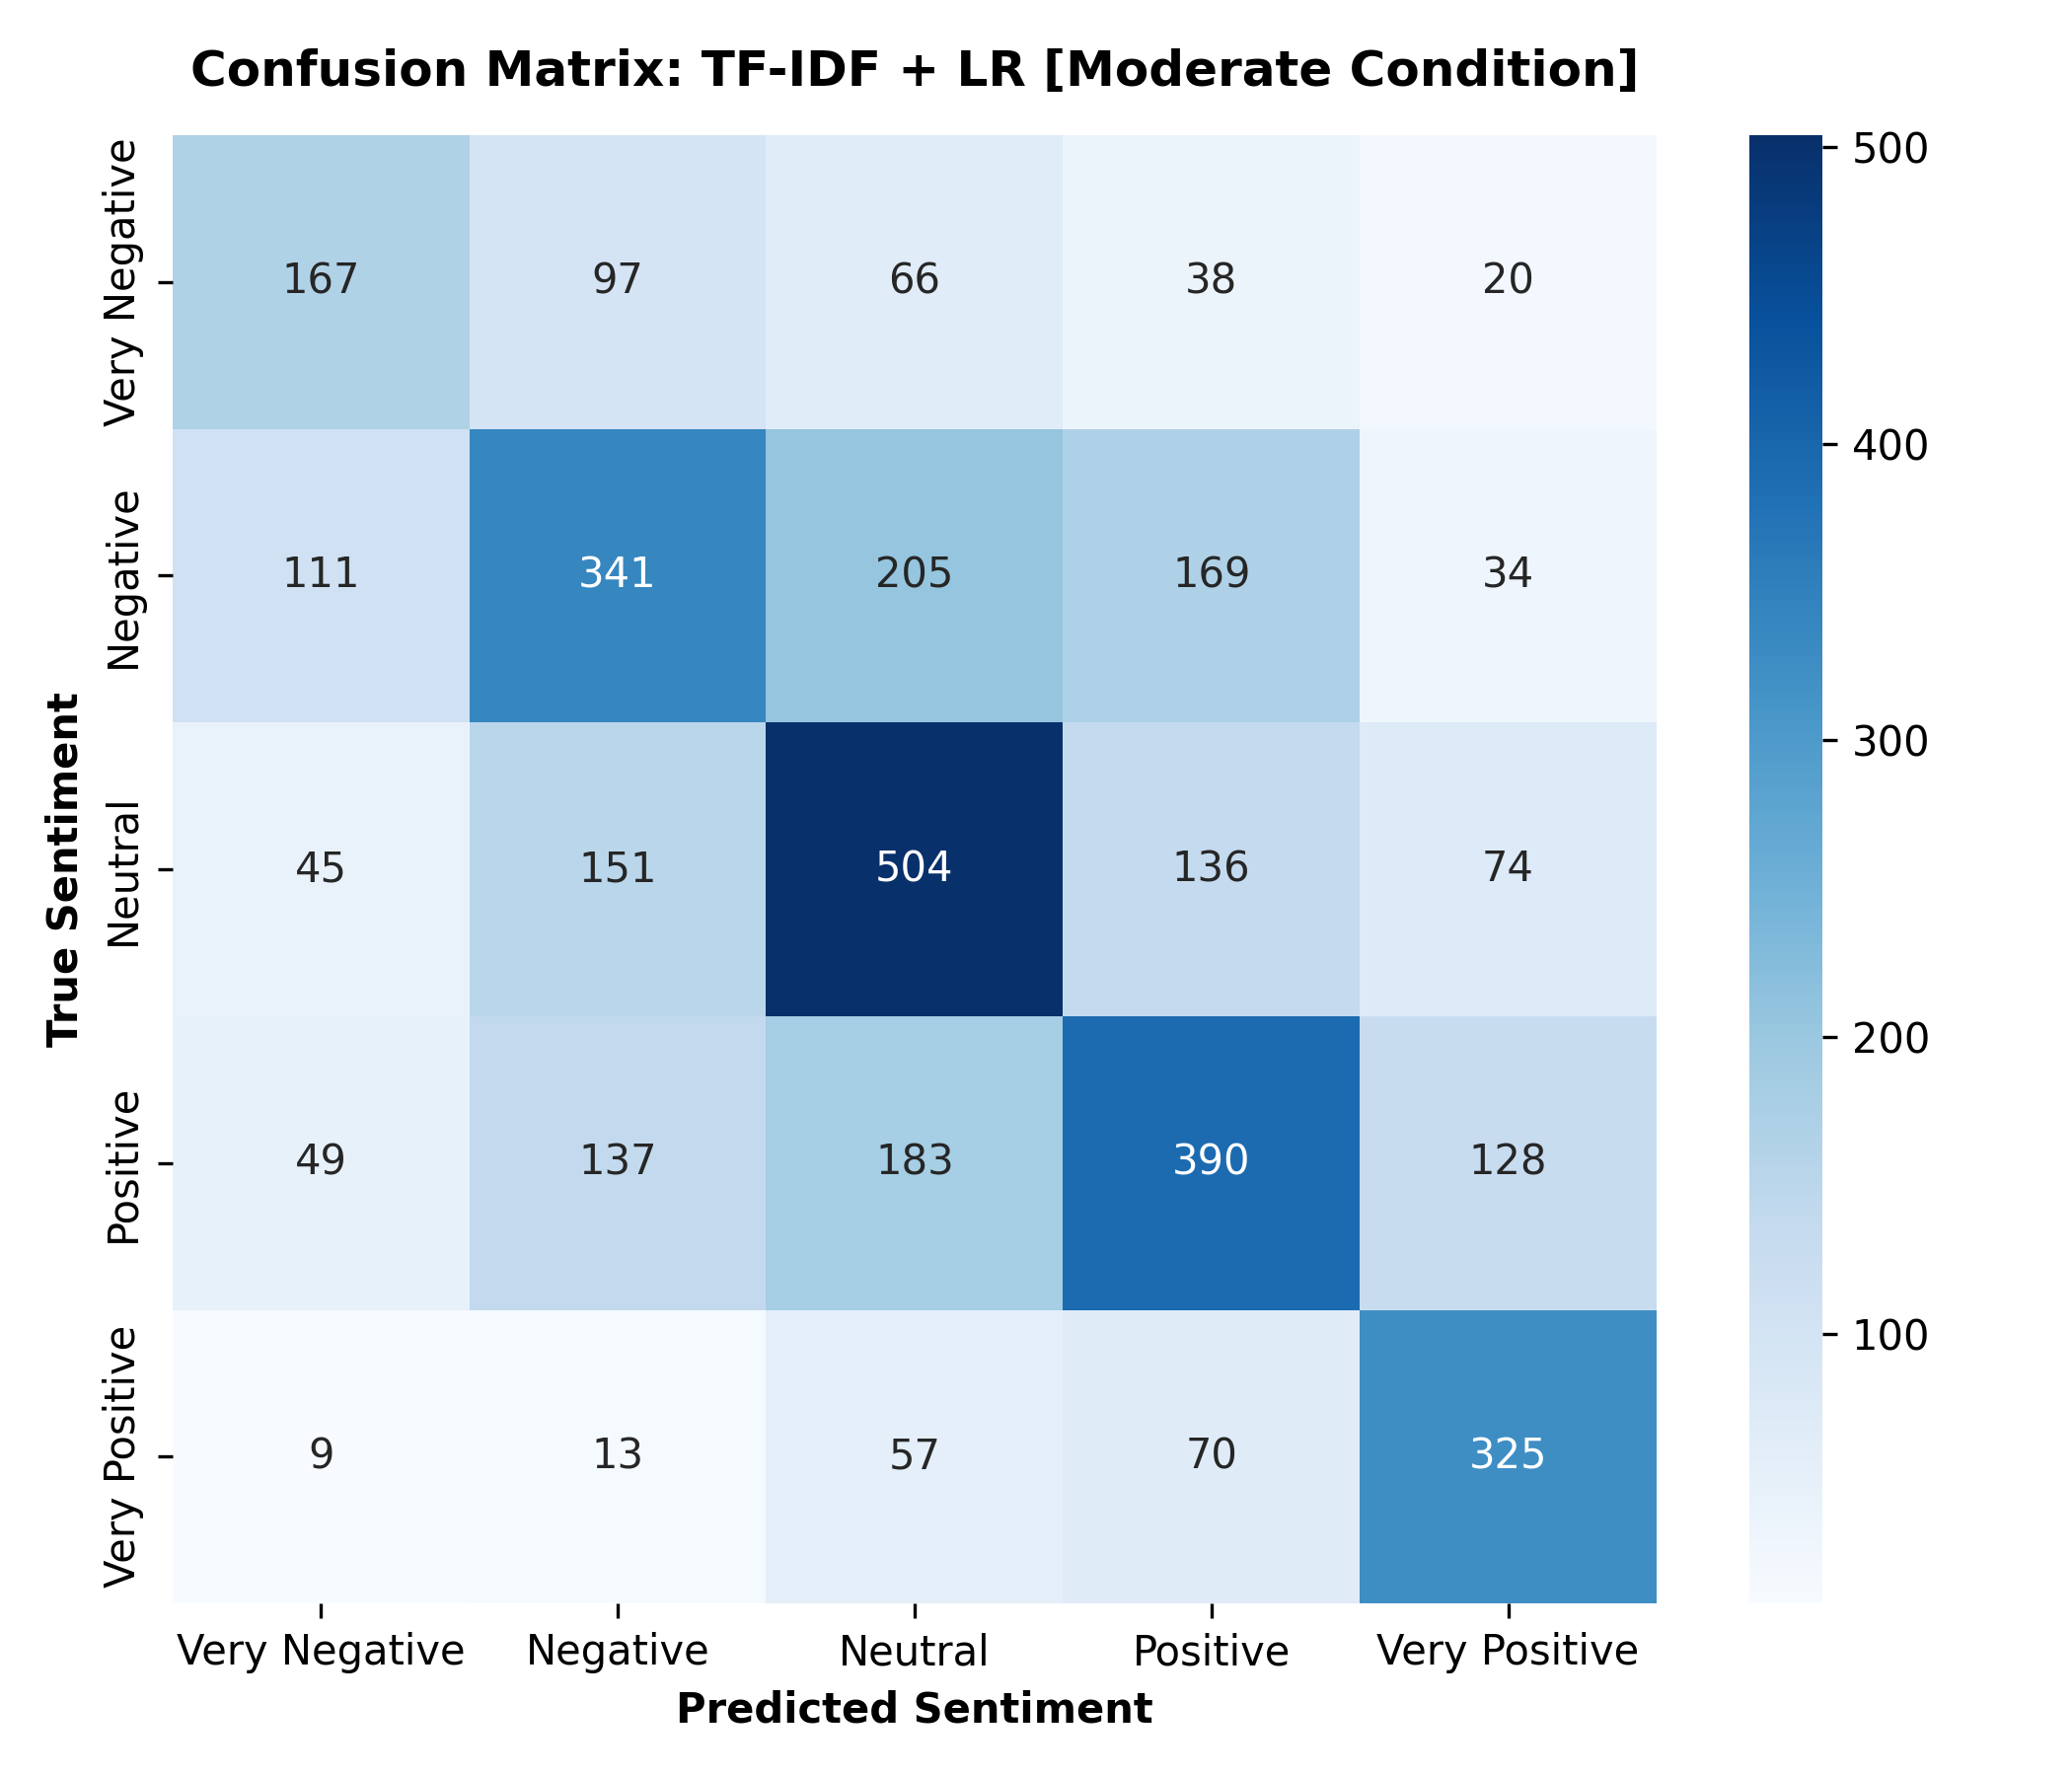 Confusion Matrix: TF-IDF + LR [Moderate Condition]
True Sentiment
Very Negative
167 97 66 38 20
Negative
111 341 205 169 34
Neutral
45 151 504 136 74
Positive
49 137 183 390 128
Very Positive
9 13 57 70 325
Very Negative Negative Neutral Positive Very Positive
Predicted Sentiment
500
400
300
200
100